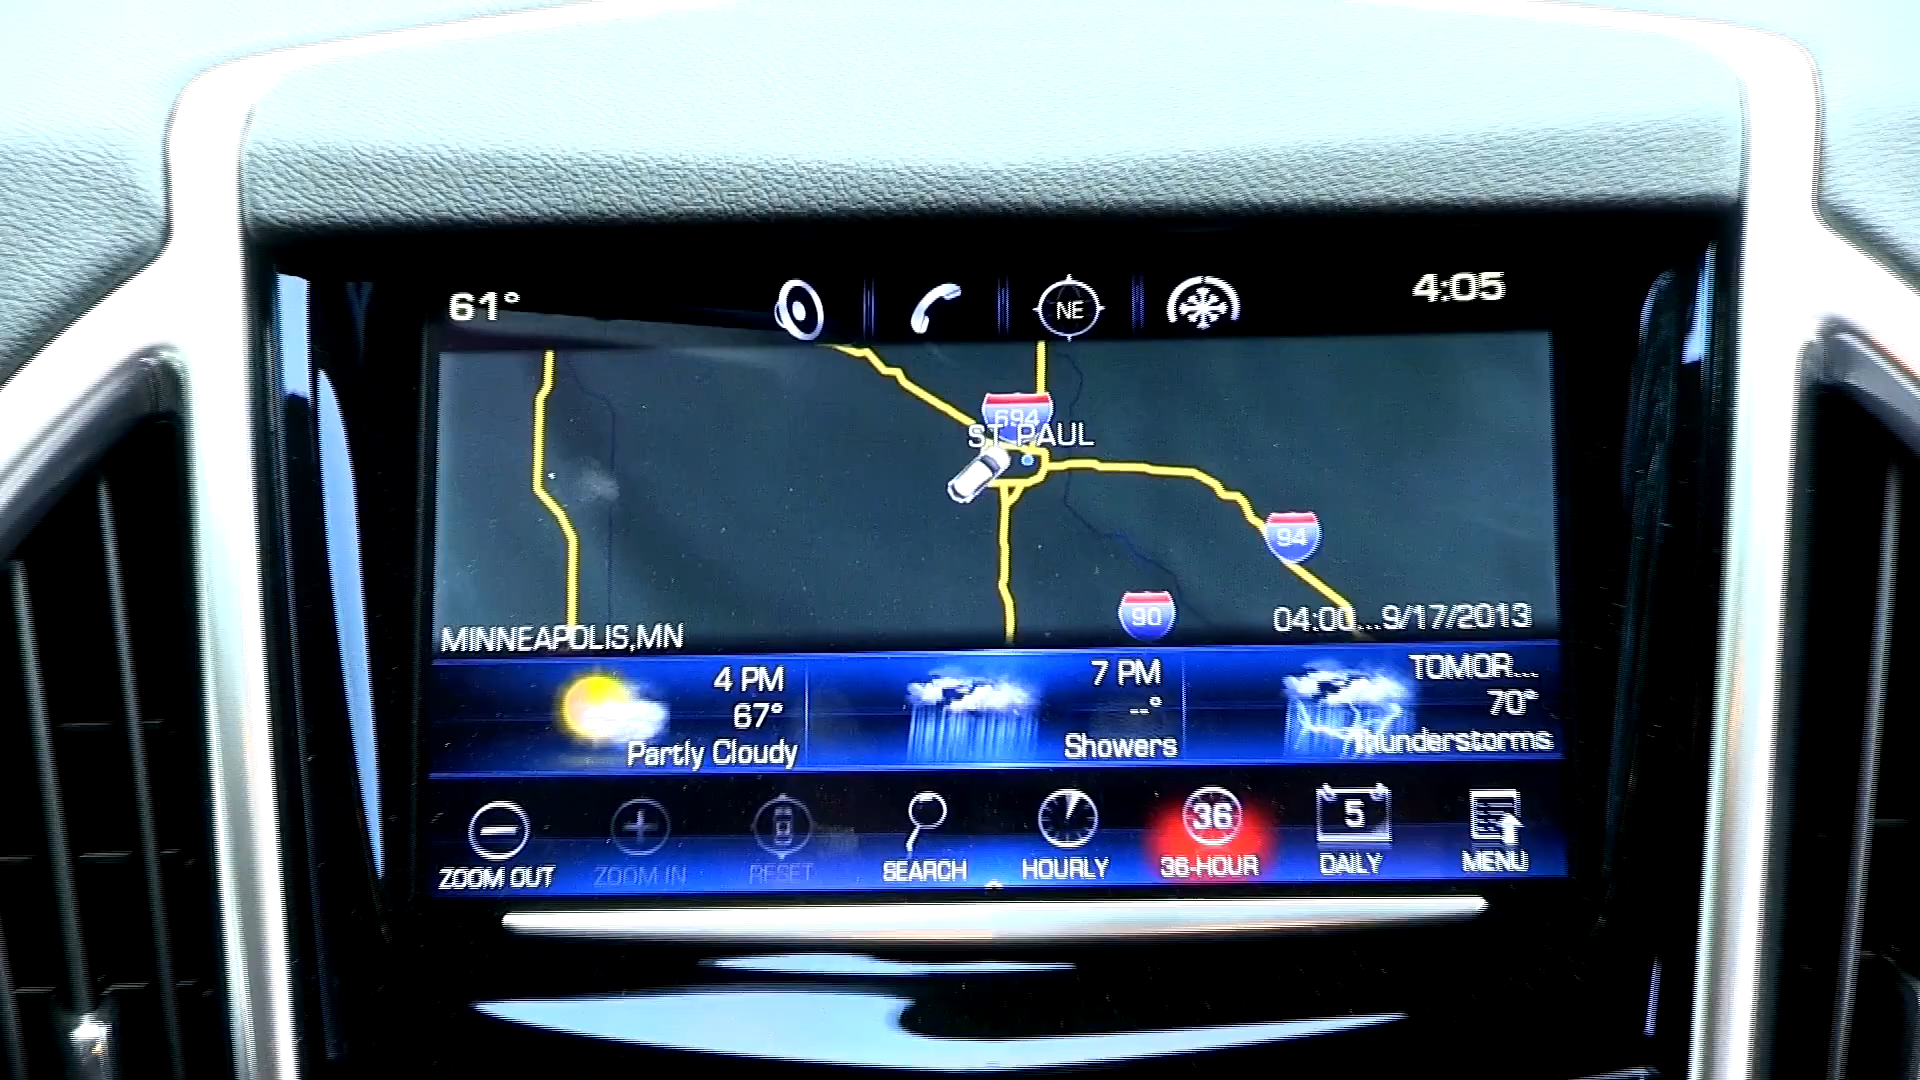 61°
NE
4:05
694
ST PAUL
94
90
04:00...9/17/2013
MINNEAPOLIS,MN
4 PM
67°
Partly Cloudy
7 PM
--°
Showers
TOMOR...
70°
Thunderstorms
36
5
ZOOM OUT
ZOOM IN
RESET
SEARCH
HOURLY
36-HOUR
DAILY
MENU